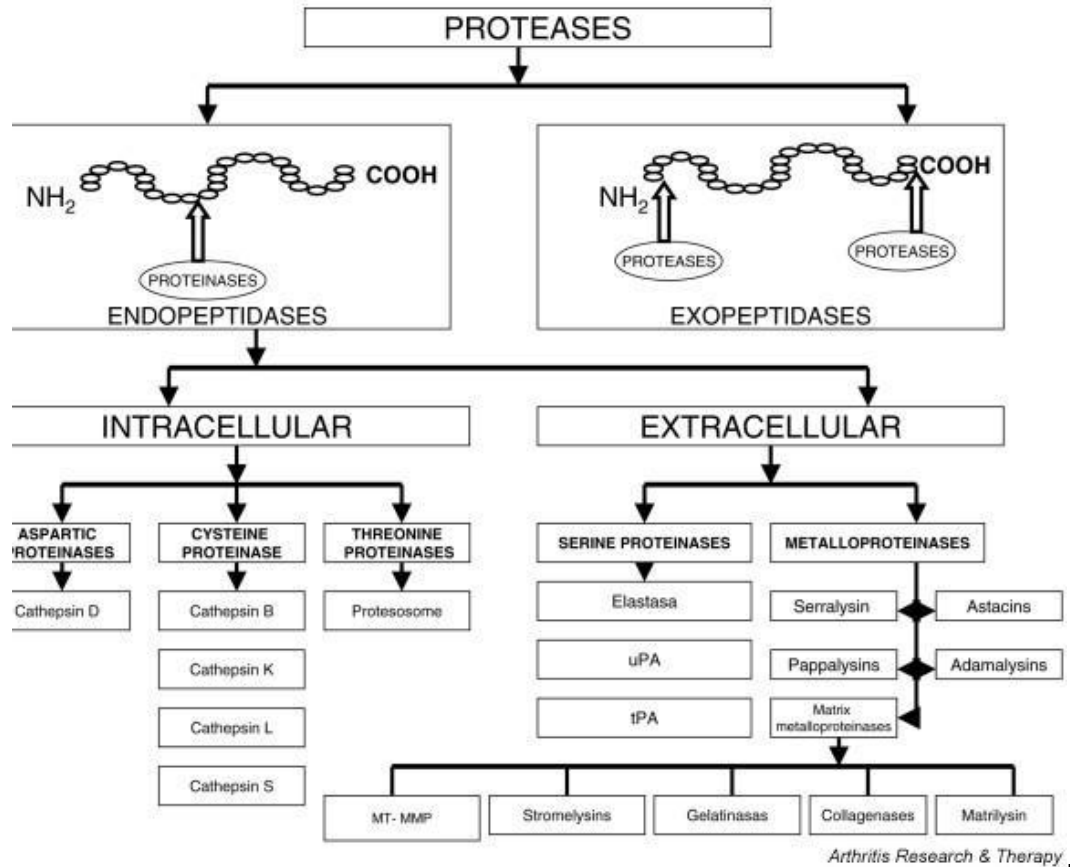 PROTEASES
NH2
COOH
PROTEINASES
ENDOPEPTIDASES
NH2
COOH
PROTEASES
PROTEASES
EXOPEPTIDASES
INTRACELLULAR
EXTRACELLULAR
ASPARTIC
PROTEINASES
CYSTEINE
PROTEINASE
THREONINE
PROTEINASES
SERINE PROTEINASES
METALLOPROTEINASES
Cathepsin D
Cathepsin B
Protesosome
Elastasa
Serralysin
Astacins
Cathepsin K
uPA
Pappalysins
Adamalysins
Cathepsin L
tPA
Matrix
metalloproteinases
Cathepsin S
MT- MMP
Stromelysins
Gelatinasas
Collagenases
Matrilysin
Arthritis Research & Therapy